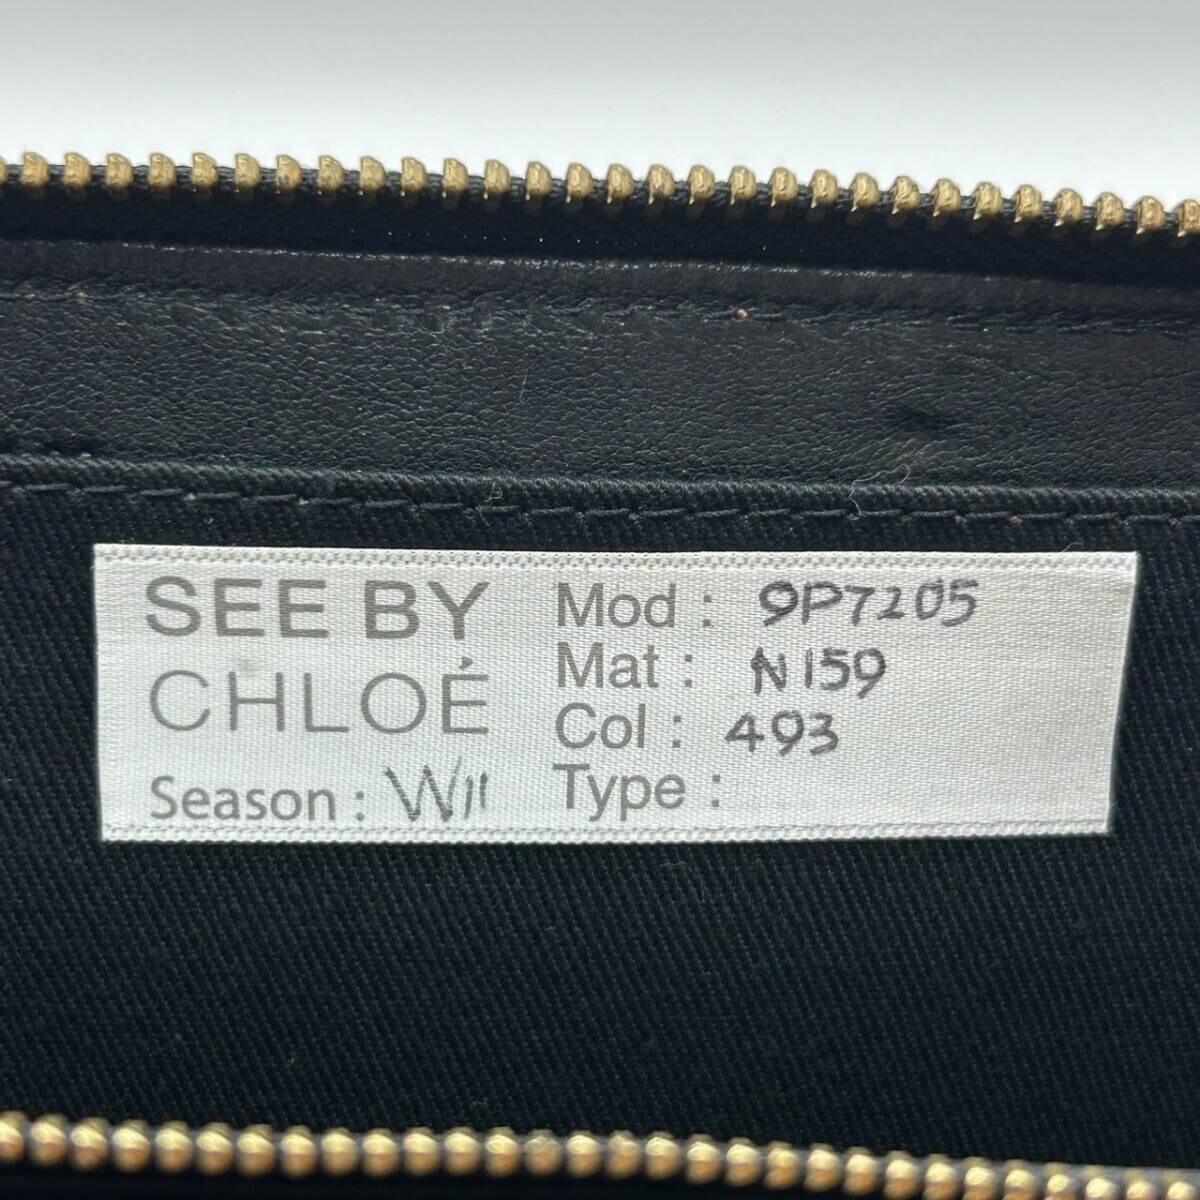 SEE BY
CHLOÉ
Season : W11
Mod : 9P7205
Mat : N159
Col : 493
Type :